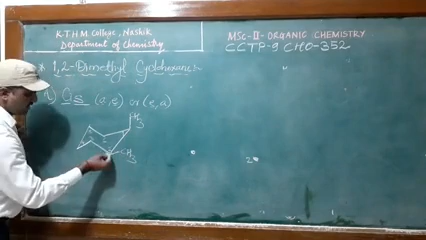 K.T.H.M College, Nashik
Department of Chemistry
MSC-II-ORGANIC CHEMISTRY
CCTP-9 CHO-352
* 1,2-Dimethyl Cyclohexane:-
1) Cis (a,e) or (e,a)
CH3
CH3